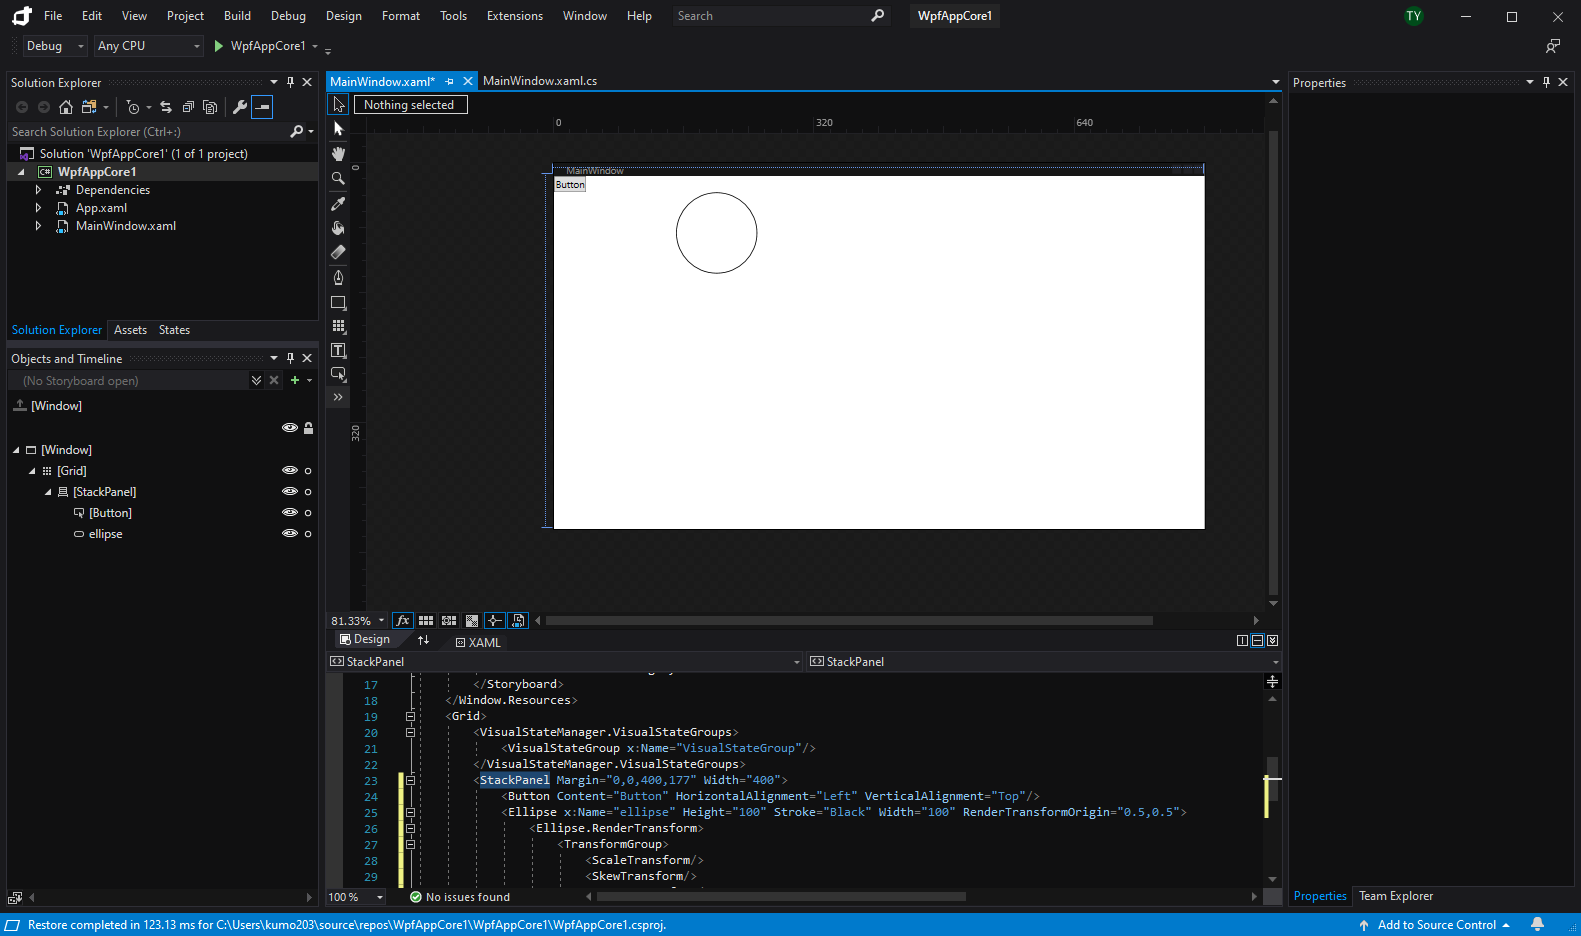 File Edit View Project Build Debug Design Format Tools Extensions Window Help Search WpfAppCore1 TY
Debug Any CPU WpfAppCore1
Solution Explorer
Search Solution Explorer (Ctrl+;)
Solution 'WpfAppCore1' (1 of 1 project)
C# WpfAppCore1
Dependencies
App.xaml
MainWindow.xaml
Solution Explorer Assets States
Objects and Timeline
(No Storyboard open)
[Window]
[Window]
[Grid]
[StackPanel]
[Button]
ellipse
MainWindow.xaml* MainWindow.xaml.cs
Nothing selected
0 320 640
0
320
MainWindow
Button
81.33% fx
Design XAML
StackPanel StackPanel
17 </Storyboard>
18 </Window.Resources>
19 <Grid>
20 <VisualStateManager.VisualStateGroups>
21 <VisualStateGroup x:Name="VisualStateGroup"/>
22 </VisualStateManager.VisualStateGroups>
23 <StackPanel Margin="0,0,400,177" Width="400">
24 <Button Content="Button" HorizontalAlignment="Left" VerticalAlignment="Top"/>
25 <Ellipse x:Name="ellipse" Height="100" Stroke="Black" Width="100" RenderTransformOrigin="0.5,0.5">
26 <Ellipse.RenderTransform>
27 <TransformGroup>
28 <ScaleTransform/>
29 <SkewTransform/>
100 % No issues found
Properties
Properties Team Explorer
Restore completed in 123.13 ms for C:\Users\kumo203\source\repos\WpfAppCore1\WpfAppCore1\WpfAppCore1.csproj. Add to Source Control